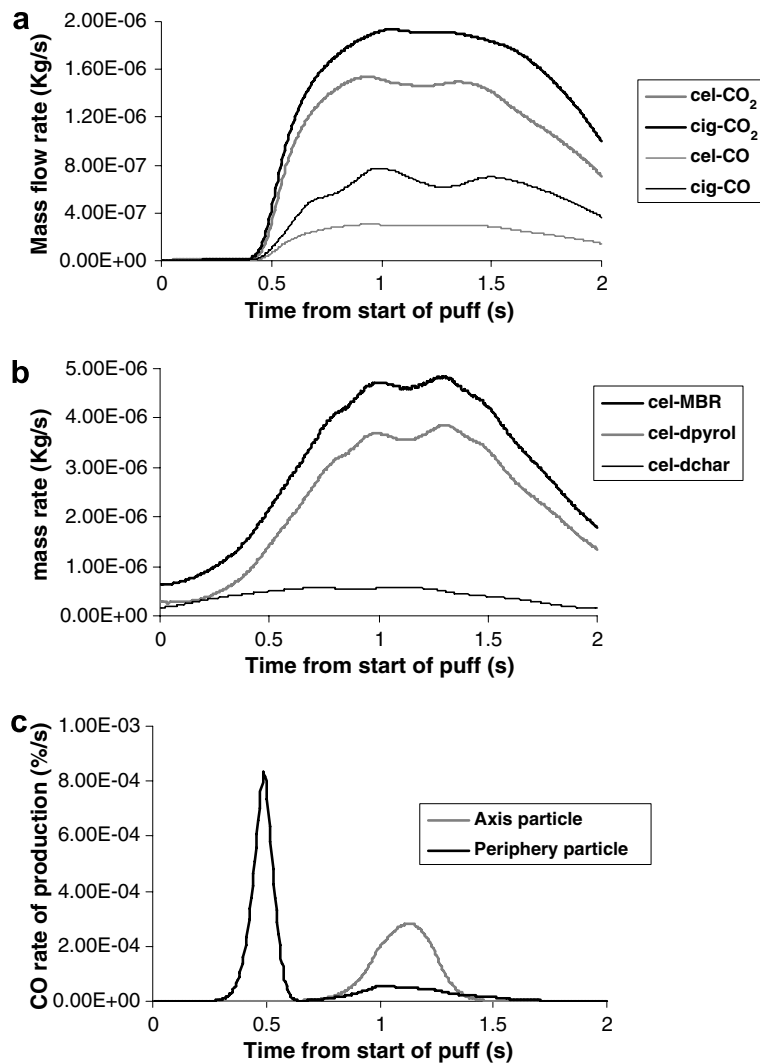 a
Mass flow rate (Kg/s)
2.00E-06
1.60E-06
1.20E-06
8.00E-07
4.00E-07
0.00E+00
0 0.5 1 1.5 2
Time from start of puff (s)
cel-CO₂
cig-CO₂
cel-CO
cig-CO
b
mass rate (Kg/s)
5.00E-06
4.00E-06
3.00E-06
2.00E-06
1.00E-06
0.00E+00
0 0.5 1 1.5 2
Time from start of puff (s)
cel-MBR
cel-dpyrol
cel-dchar
c
CO rate of production (%/s)
1.00E-03
8.00E-04
6.00E-04
4.00E-04
2.00E-04
0.00E+00
0 0.5 1 1.5 2
Time from start of puff (s)
Axis particle
Periphery particle